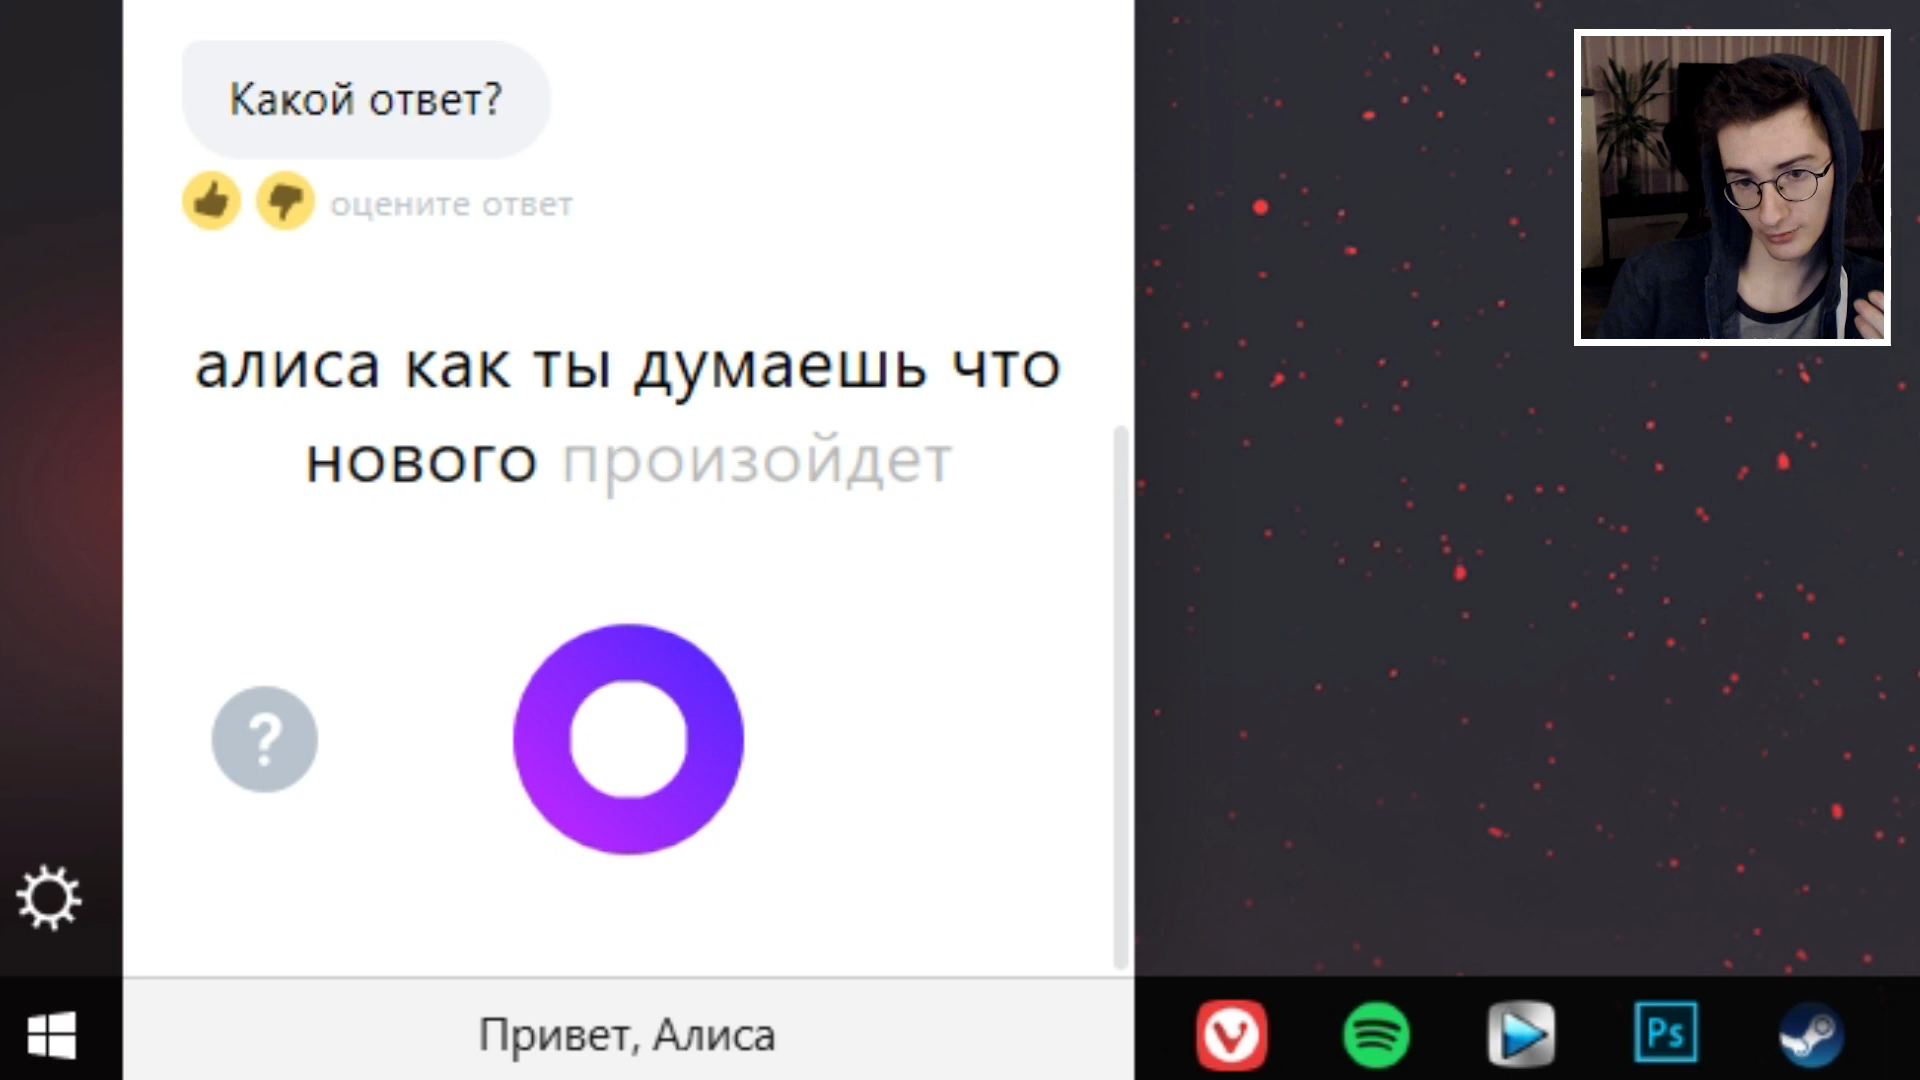 Какой ответ?
оцените ответ
алиса как ты думаешь что
нового произойдет
?
Привет, Алиса
Ps